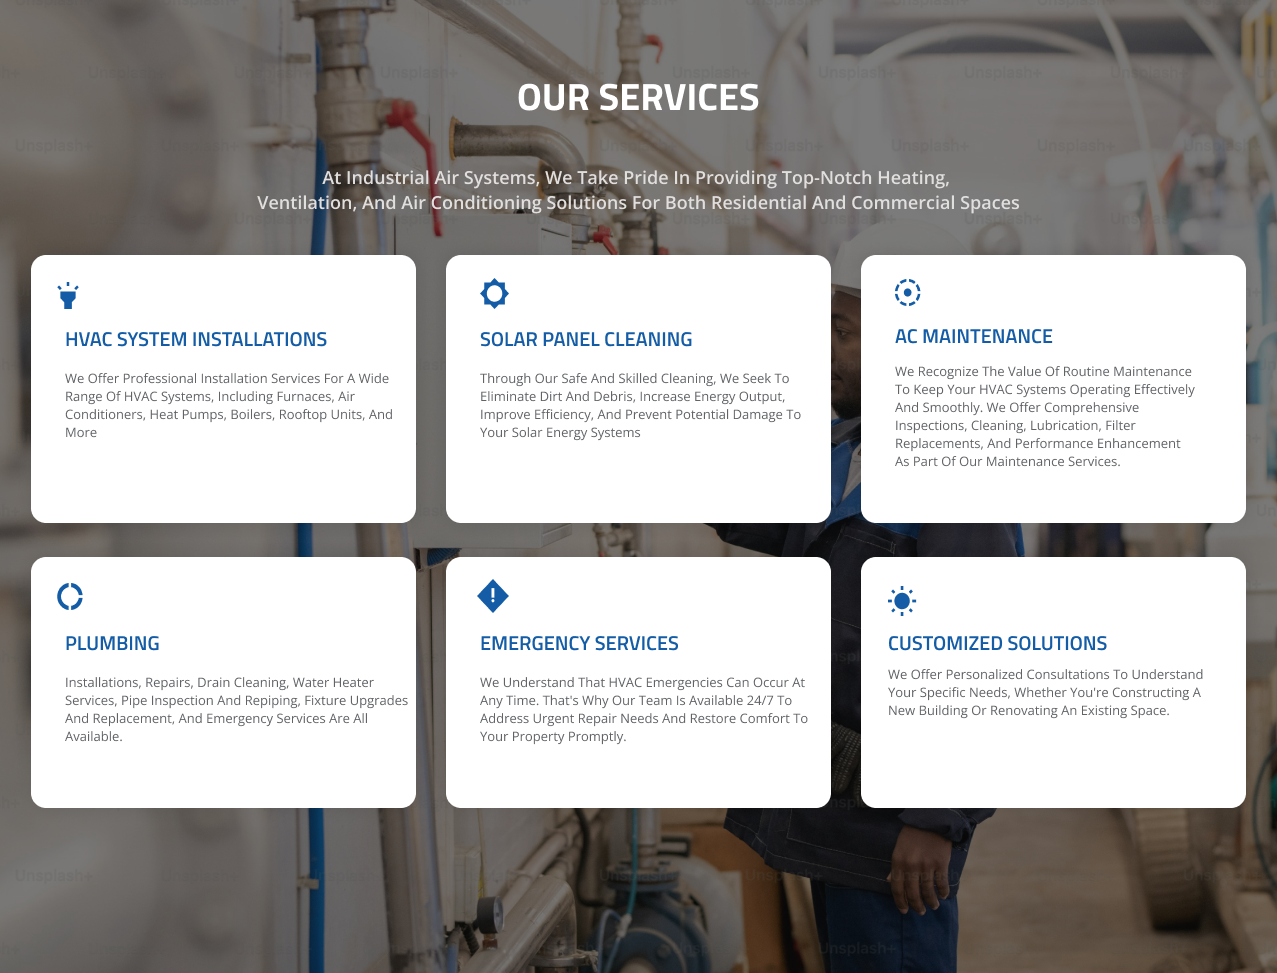 OUR SERVICES
At Industrial Air Systems, We Take Pride In Providing Top-Notch Heating,
Ventilation, And Air Conditioning Solutions For Both Residential And Commercial Spaces
HVAC SYSTEM INSTALLATIONS
We Offer Professional Installation Services For A Wide
Range Of HVAC Systems, Including Furnaces, Air
Conditioners, Heat Pumps, Boilers, Rooftop Units, And
More
SOLAR PANEL CLEANING
Through Our Safe And Skilled Cleaning, We Seek To
Eliminate Dirt And Debris, Increase Energy Output,
Improve Efficiency, And Prevent Potential Damage To
Your Solar Energy Systems
AC MAINTENANCE
We Recognize The Value Of Routine Maintenance
To Keep Your HVAC Systems Operating Effectively
And Smoothly. We Offer Comprehensive
Inspections, Cleaning, Lubrication, Filter
Replacements, And Performance Enhancement
As Part Of Our Maintenance Services.
PLUMBING
Installations, Repairs, Drain Cleaning, Water Heater
Services, Pipe Inspection And Repiping, Fixture Upgrades
And Replacement, And Emergency Services Are All
Available.
EMERGENCY SERVICES
We Understand That HVAC Emergencies Can Occur At
Any Time. That's Why Our Team Is Available 24/7 To
Address Urgent Repair Needs And Restore Comfort To
Your Property Promptly.
CUSTOMIZED SOLUTIONS
We Offer Personalized Consultations To Understand
Your Specific Needs, Whether You're Constructing A
New Building Or Renovating An Existing Space.
Unsplash+